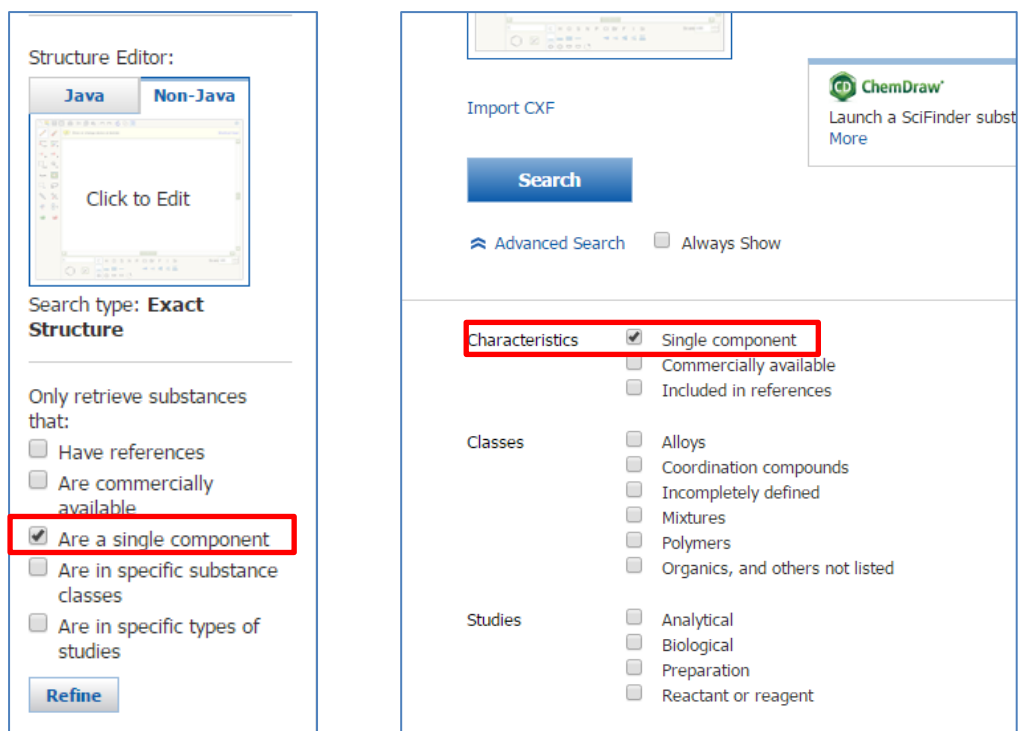 Structure Editor:
Java
Non-Java
Click to Edit
Search type: Exact
Structure
Only retrieve substances
that:
Have references
Are commercially
available
Are a single component
Are in specific substance
classes
Are in specific types of
studies
Refine
Import CXF
ChemDraw
Launch a SciFinder subst
More
Search
Advanced Search
Always Show
Characteristics
Single component
Commercially available
Included in references
Classes
Alloys
Coordination compounds
Incompletely defined
Mixtures
Polymers
Organics, and others not listed
Studies
Analytical
Biological
Preparation
Reactant or reagent